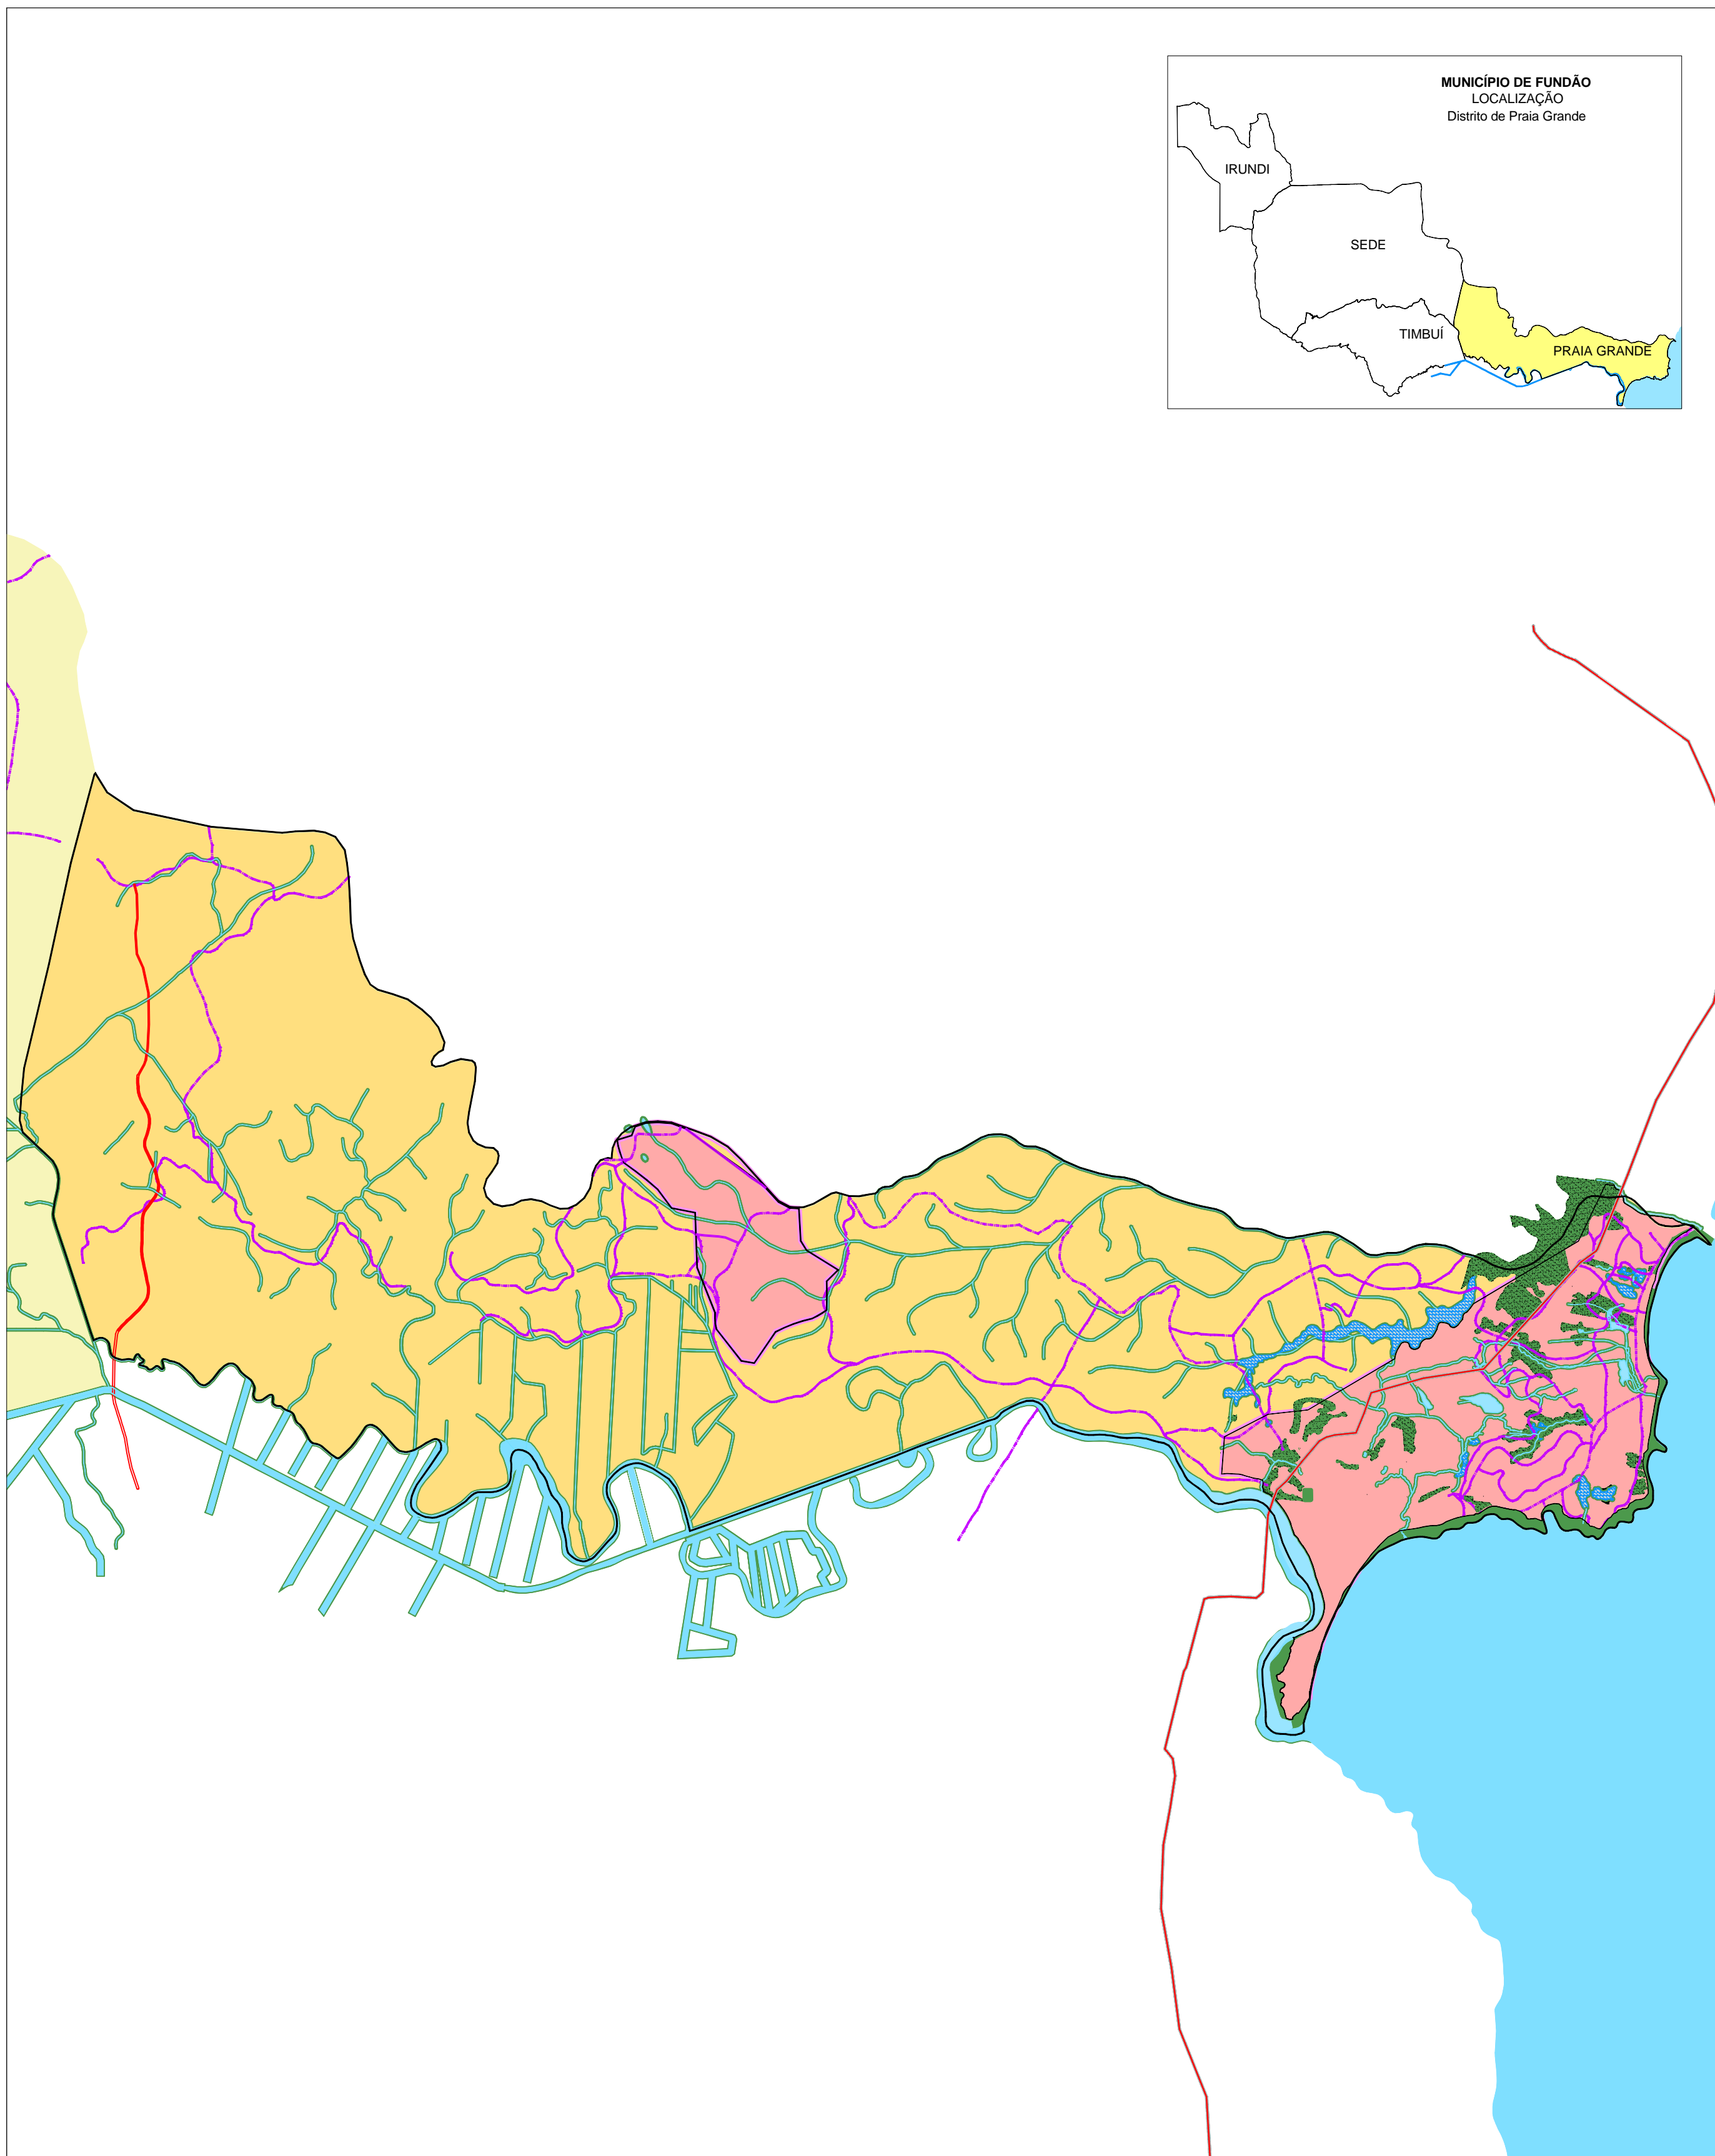 MUNICÍPIO DE FUNDÃO
LOCALIZAÇÃO
Distrito de Praia Grande
IRUNDI
SEDE
TIMBUÍ
PRAIA GRANDE